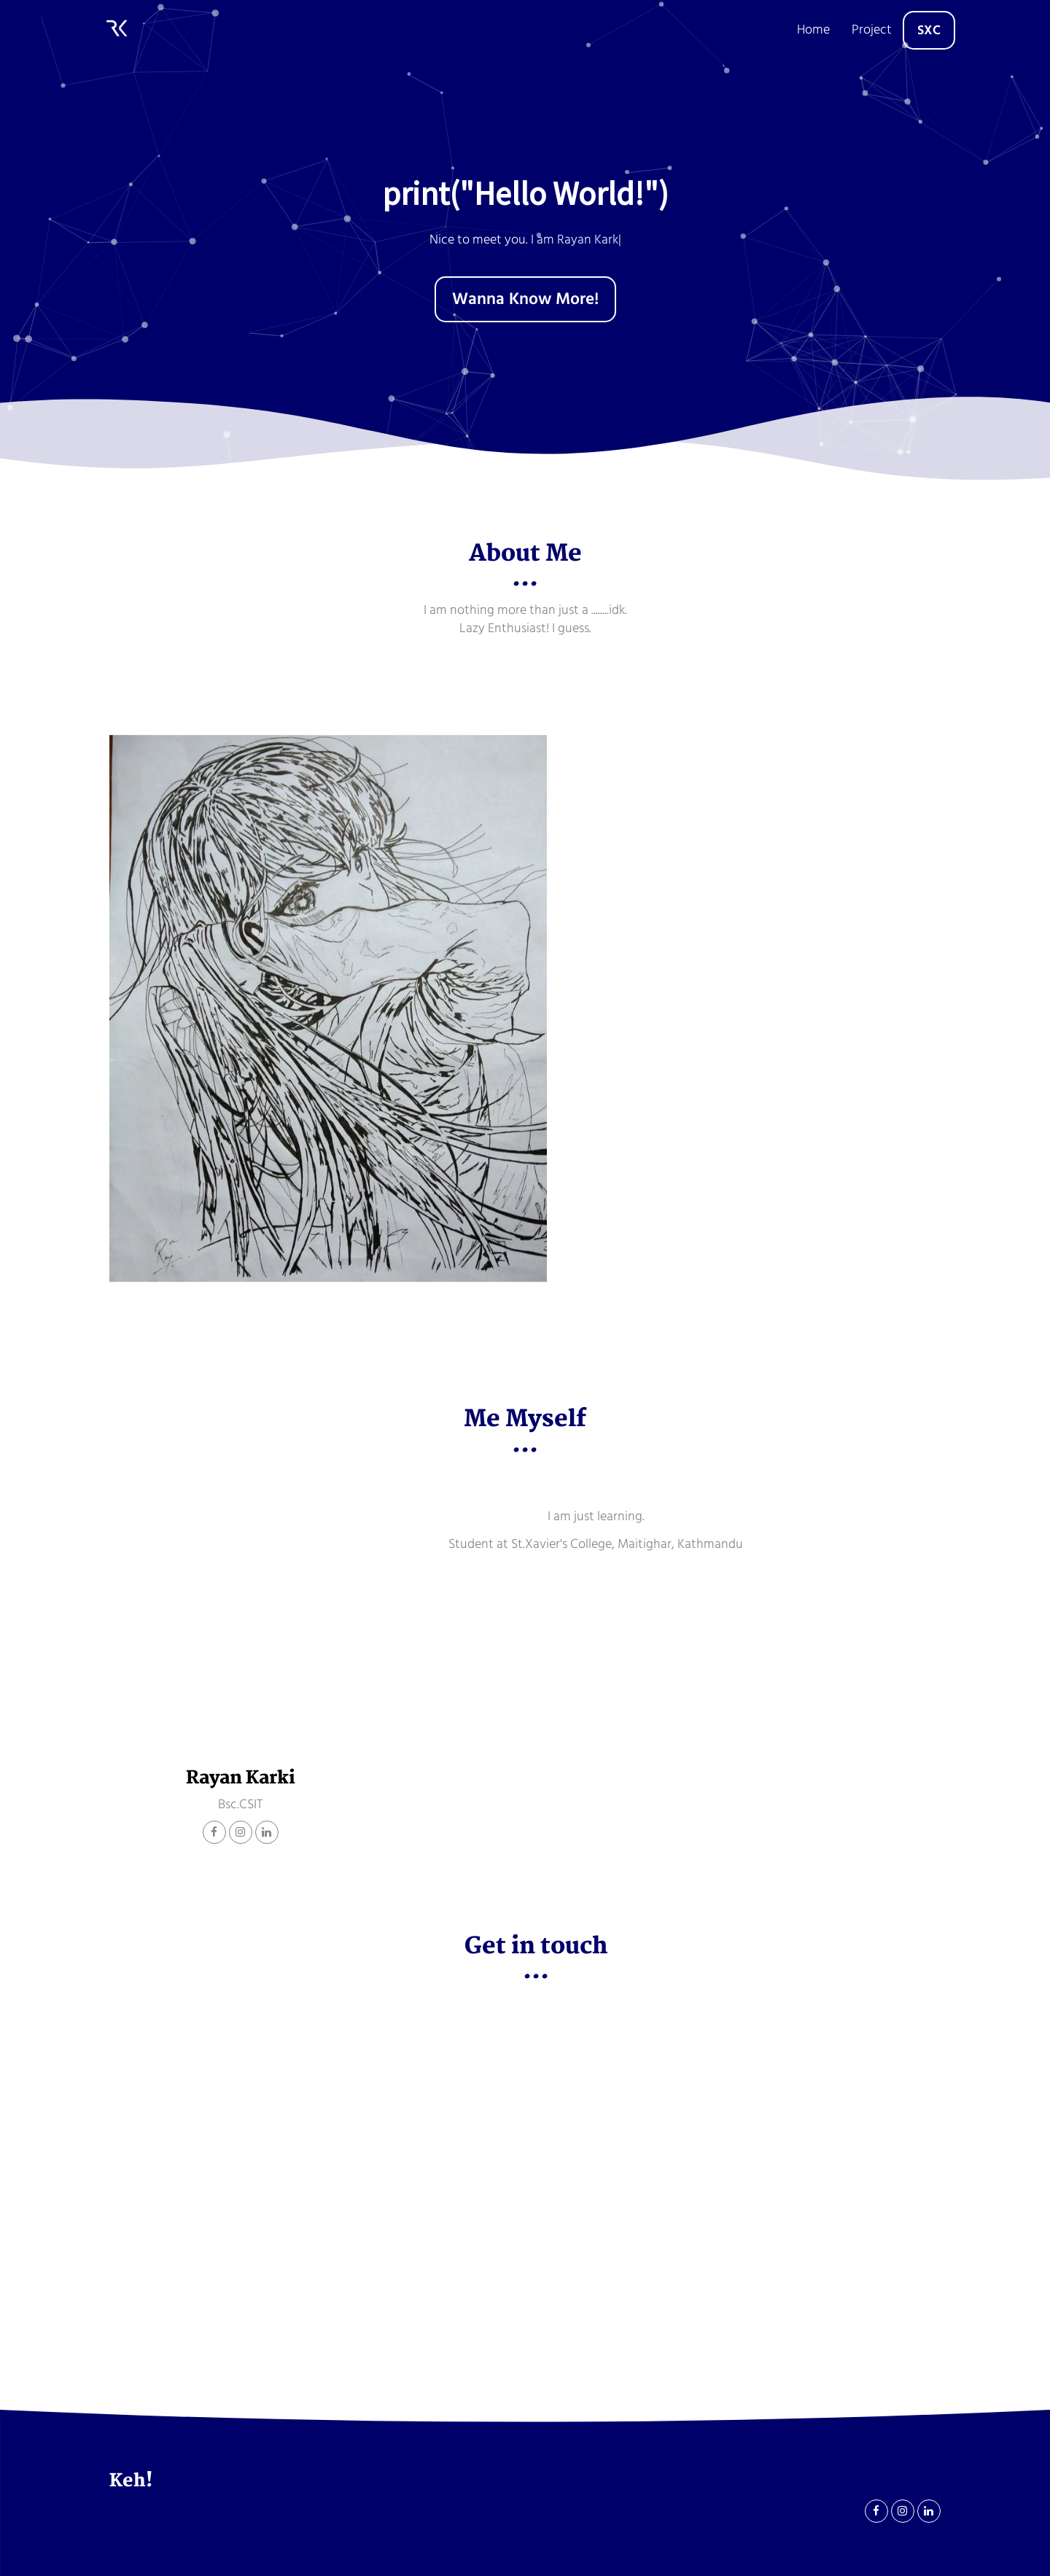 RK
Home
Project
SXC
print("Hello World!")
Nice to meet you. I am Rayan Kark|
Wanna Know More!
About Me
I am nothing more than just a .........idk.
Lazy Enthusiast! I guess.
Me Myself
I am just learning.
Student at St.Xavier's College, Maitighar, Kathmandu
Rayan Karki
Bsc.CSIT
Get in touch
Keh!